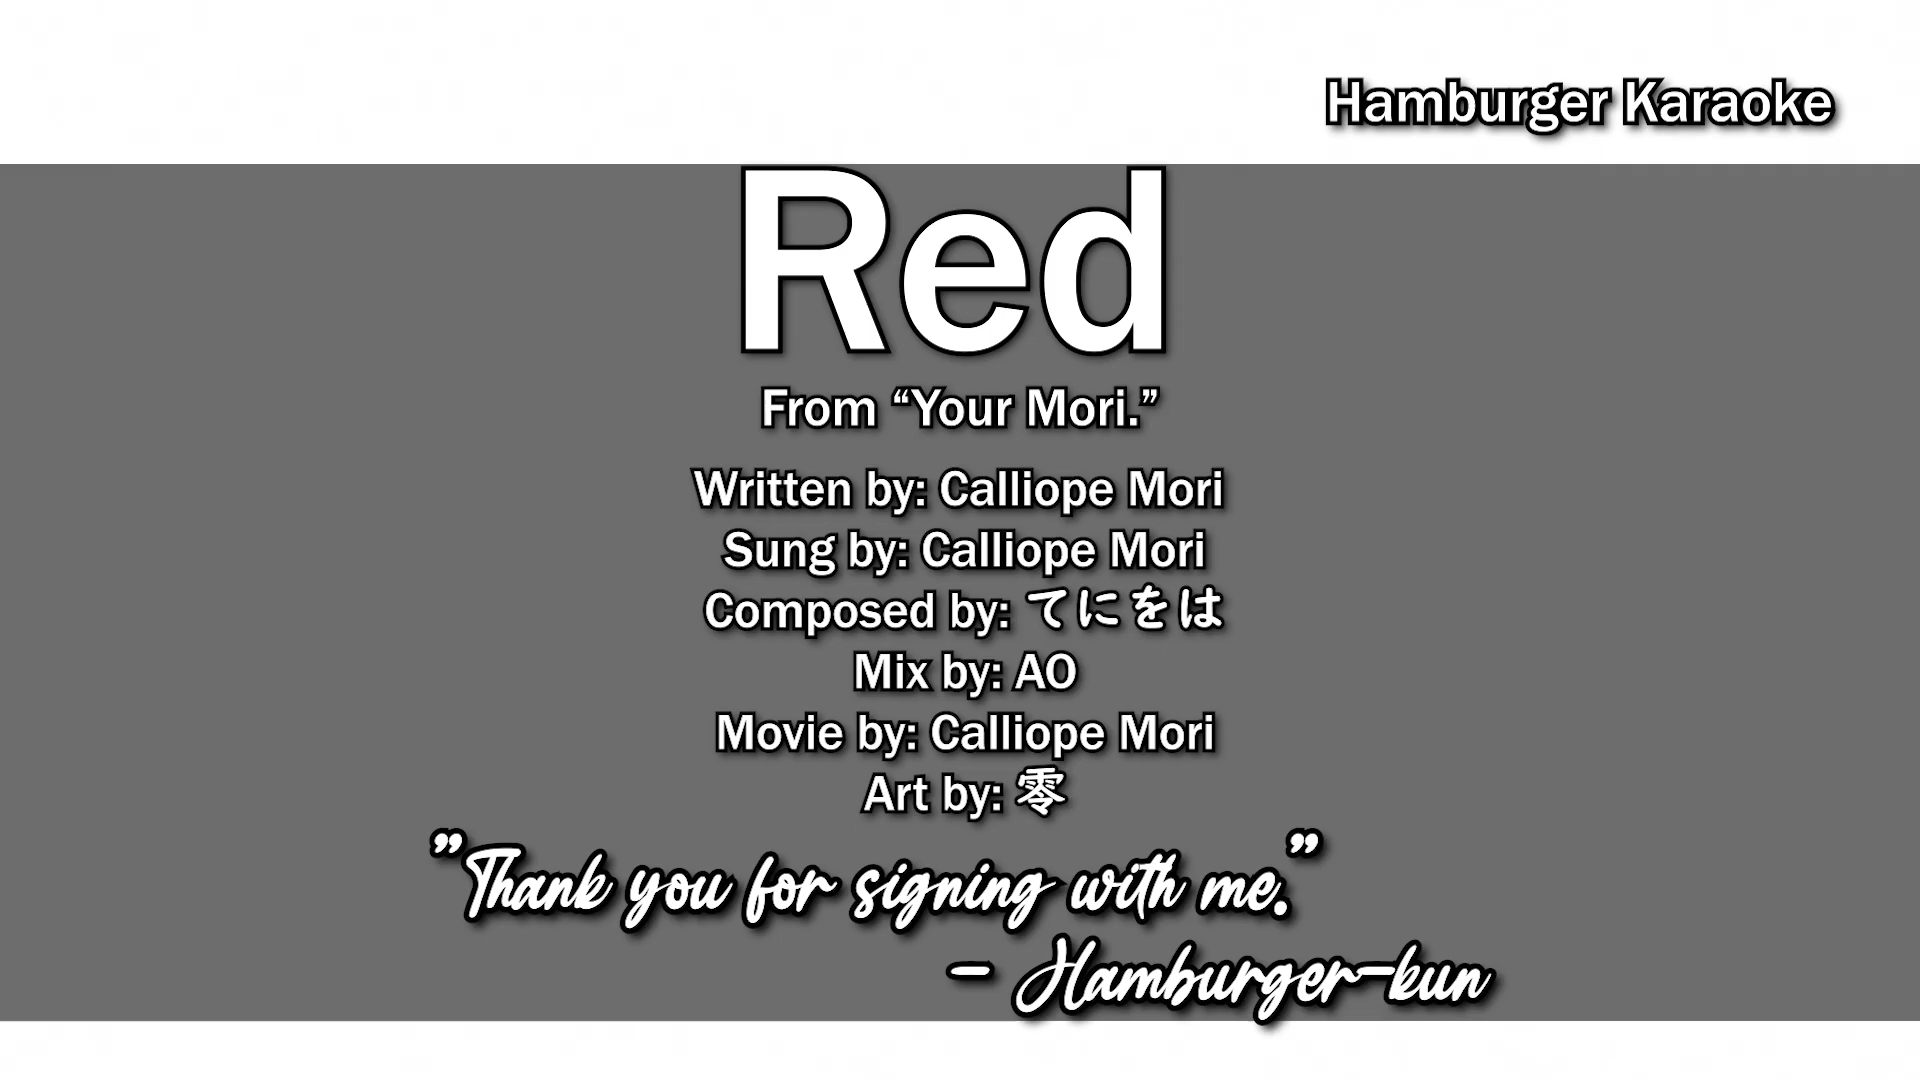 Hamburger Karaoke
Red
From “Your Mori.”
Written by: Calliope Mori
Sung by: Calliope Mori
Composed by: てにをは
Mix by: AO
Movie by: Calliope Mori
Art by: 零
”Thank you for signing with me.”
- Hamburger-kun